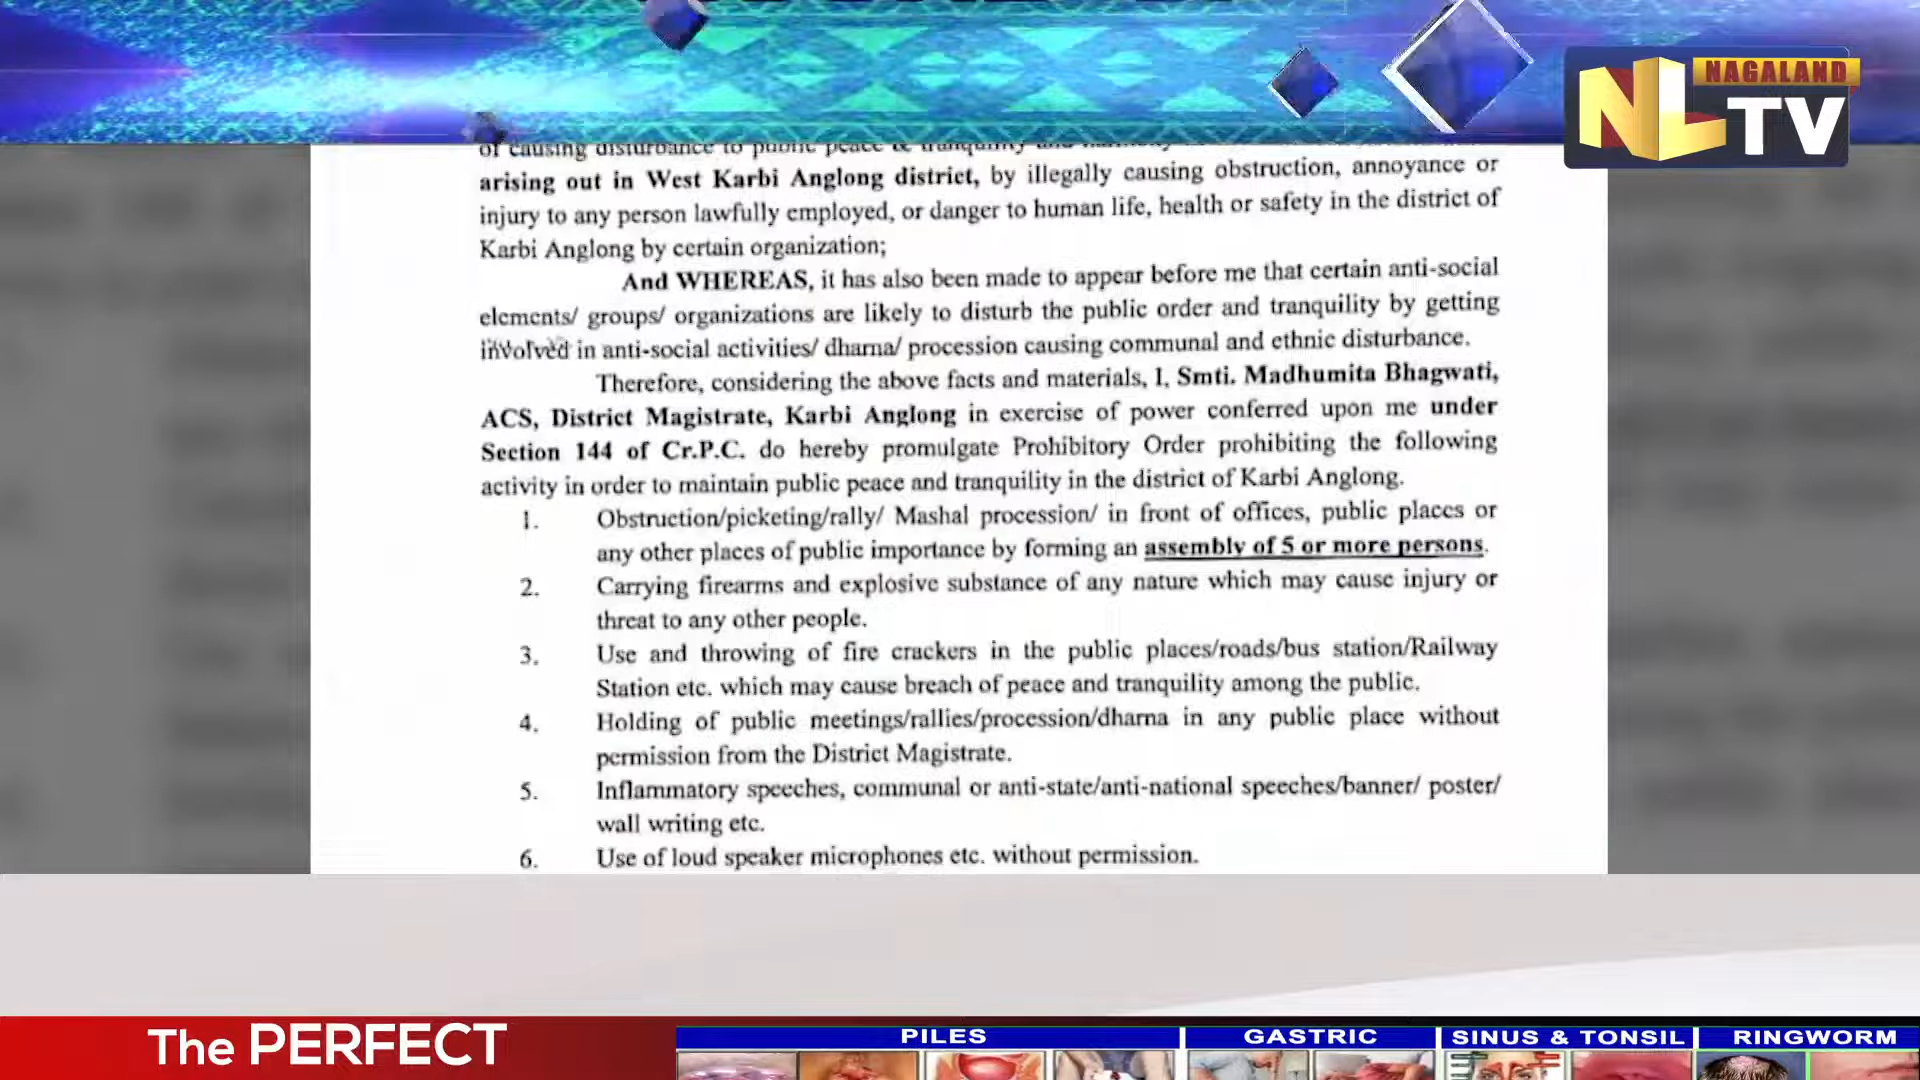 NAGALAND
NL TV
of causing disturbance to public peace & tranquility and
arising out in West Karbi Anglong district, by illegally causing obstruction, annoyance or
injury to any person lawfully employed, or danger to human life, health or safety in the district of
Karbi Anglong by certain organization;
And WHEREAS, it has also been made to appear before me that certain anti-social
elements/ groups/ organizations are likely to disturb the public order and tranquility by getting
involved in anti-social activities/ dharna/ procession causing communal and ethnic disturbance.
Therefore, considering the above facts and materials, I, Smti. Madhumita Bhagwati,
ACS, District Magistrate, Karbi Anglong in exercise of power conferred upon me under
Section 144 of Cr.P.C. do hereby promulgate Prohibitory Order prohibiting the following
activity in order to maintain public peace and tranquility in the district of Karbi Anglong.
1. Obstruction/picketing/rally/ Mashal procession/ in front of offices, public places or
any other places of public importance by forming an assembly of 5 or more persons.
2. Carrying firearms and explosive substance of any nature which may cause injury or
threat to any other people.
3. Use and throwing of fire crackers in the public places/roads/bus station/Railway
Station etc. which may cause breach of peace and tranquility among the public.
4. Holding of public meetings/rallies/procession/dharna in any public place without
permission from the District Magistrate.
5. Inflammatory speeches, communal or anti-state/anti-national speeches/banner/ poster/
wall writing etc.
6. Use of loud speaker microphones etc. without permission.
The PERFECT
PILES GASTRIC SINUS & TONSIL RINGWORM